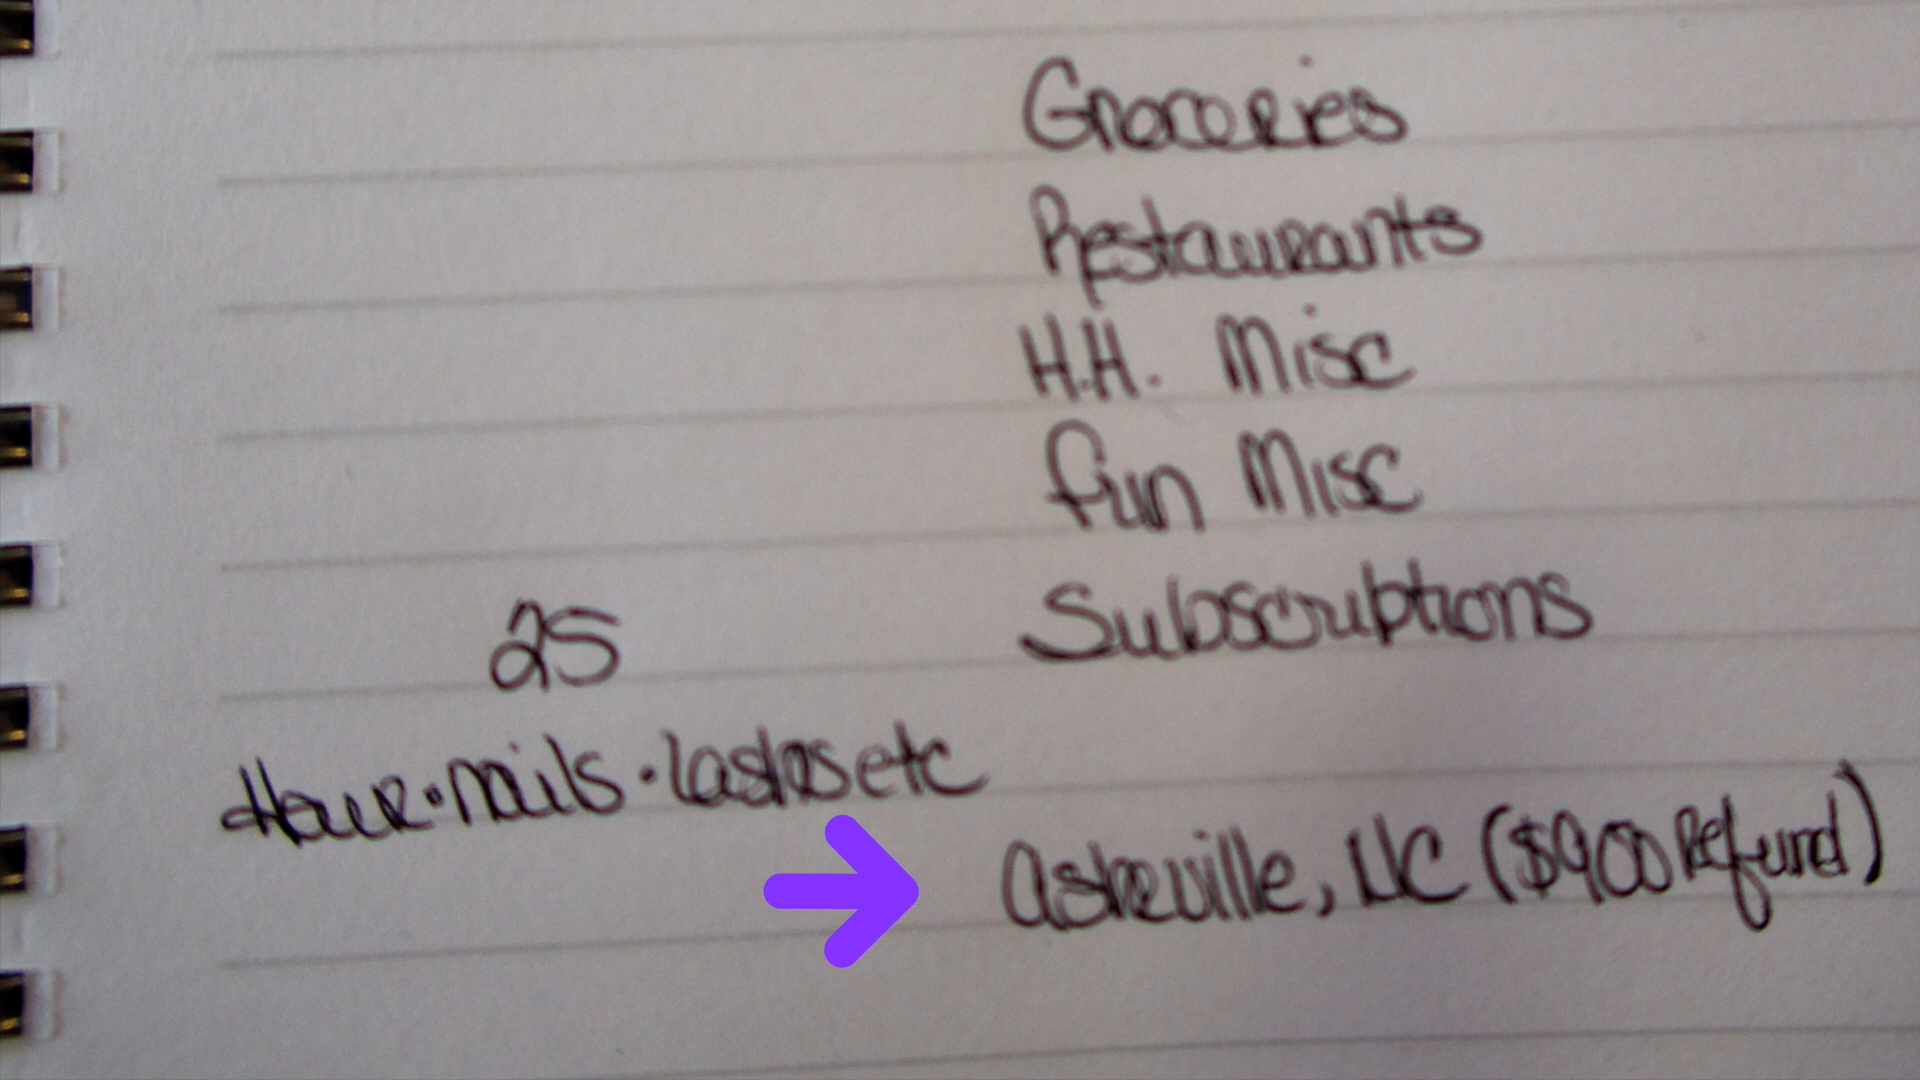 Groceries
Restaurants
H.H. Misc
Fun Misc
25 Subscriptions
Hair · nails · lashes etc
Asheville, NC ($900 Refund)